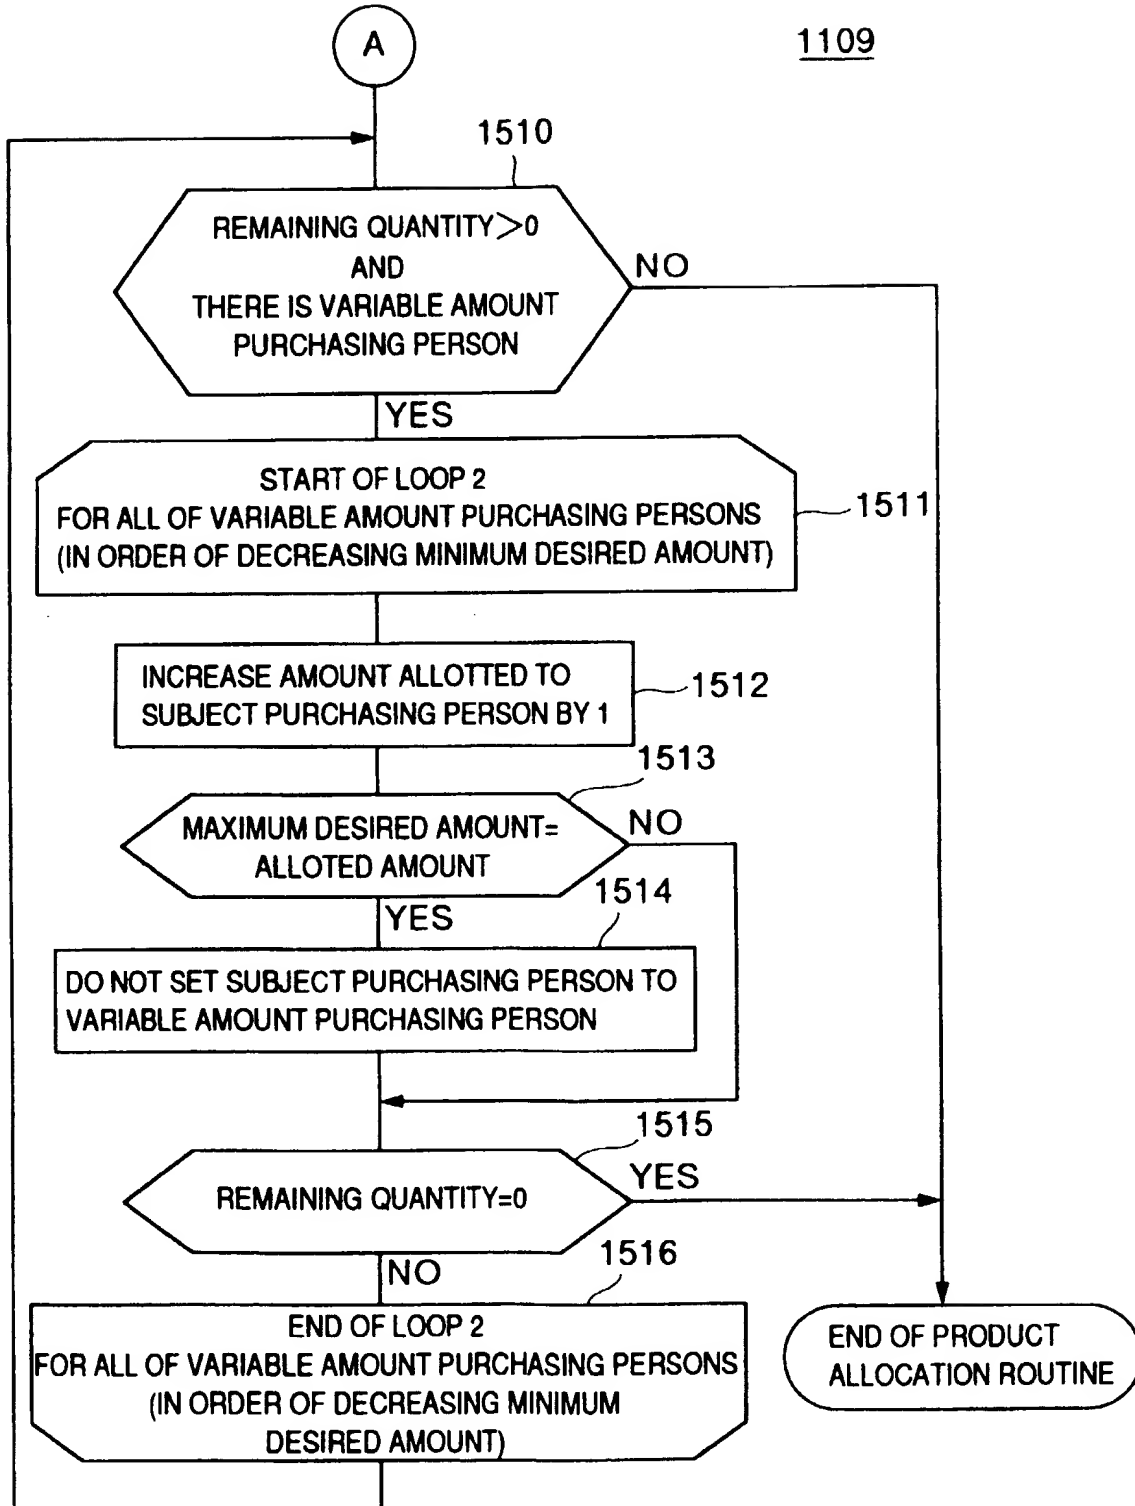 A
1109
1510
REMAINING QUANTITY>0
AND
THERE IS VARIABLE AMOUNT
PURCHASING PERSON
NO
YES
START OF LOOP 2
FOR ALL OF VARIABLE AMOUNT PURCHASING PERSONS
(IN ORDER OF DECREASING MINIMUM DESIRED AMOUNT)
1511
INCREASE AMOUNT ALLOTTED TO
SUBJECT PURCHASING PERSON BY 1
1512
1513
MAXIMUM DESIRED AMOUNT=
ALLOTED AMOUNT
NO
YES
1514
DO NOT SET SUBJECT PURCHASING PERSON TO
VARIABLE AMOUNT PURCHASING PERSON
1515
REMAINING QUANTITY=0
YES
NO
1516
END OF LOOP 2
FOR ALL OF VARIABLE AMOUNT PURCHASING PERSONS
(IN ORDER OF DECREASING MINIMUM
DESIRED AMOUNT)
END OF PRODUCT
ALLOCATION ROUTINE